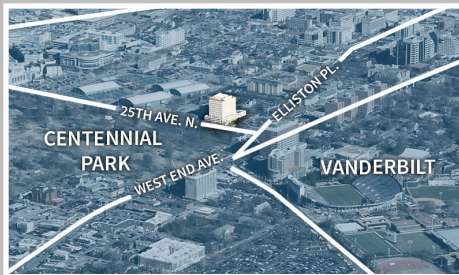 25TH AVE. N.
ELLISTON PL.
CENTENNIAL
PARK
WEST END AVE.
VANDERBILT